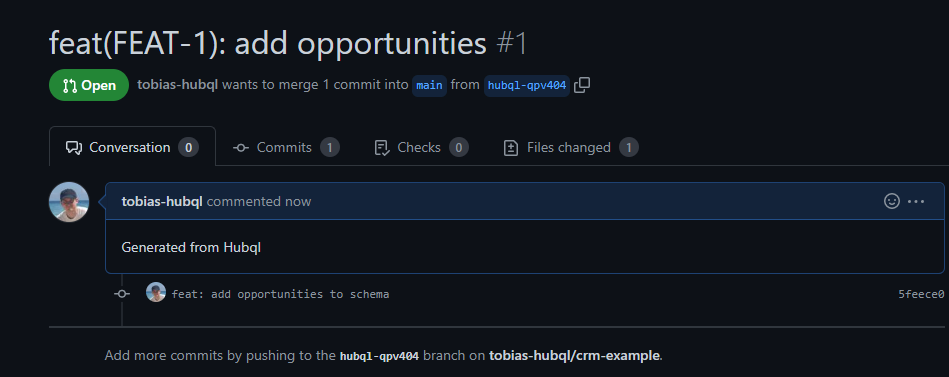 feat(FEAT-1): add opportunities #1
Open tobias-hubql wants to merge 1 commit into main from hubql-qpv404
Conversation 0 Commits 1 Checks 0 Files changed 1
tobias-hubql commented now
Generated from Hubql
feat: add opportunities to schema 5feece0
Add more commits by pushing to the hubql-qpv404 branch on tobias-hubql/crm-example.